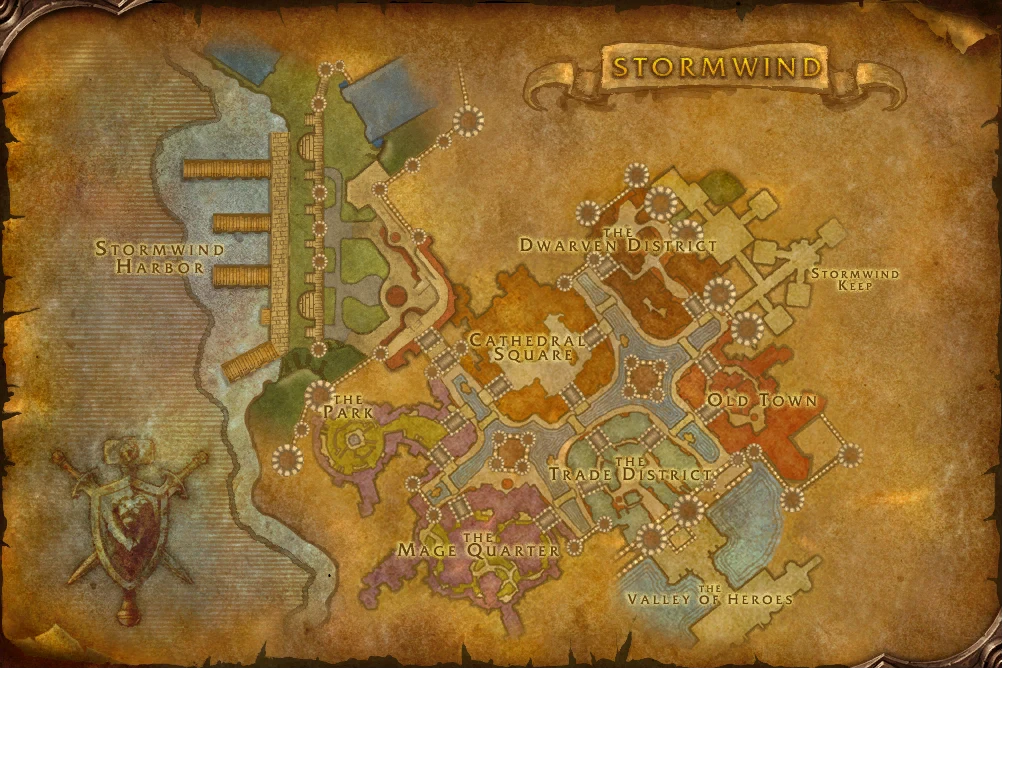 STORMWIND
THE
DWARVEN DISTRICT
STORMWIND
HARBOR
STORMWIND
KEEP
CATHEDRAL
SQUARE
THE
PARK
OLD TOWN
THE
TRADE DISTRICT
THE
MAGE QUARTER
THE
VALLEY OF HEROES